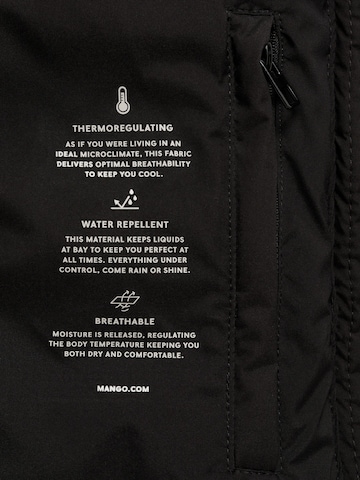 THERMOREGULATING
AS IF YOU WERE LIVING IN AN
IDEAL MICROCLIMATE, THIS FABRIC
DELIVERS OPTIMAL BREATHABILITY
TO KEEP YOU COOL.
WATER REPELLENT
THIS MATERIAL KEEPS LIQUIDS
AT BAY TO KEEP YOU PERFECT AT
ALL TIMES. EVERYTHING UNDER
CONTROL, COME RAIN OR SHINE.
BREATHABLE
MOISTURE IS RELEASED, REGULATING
THE BODY TEMPERATURE KEEPING YOU
BOTH DRY AND COMFORTABLE.
MANGO.COM